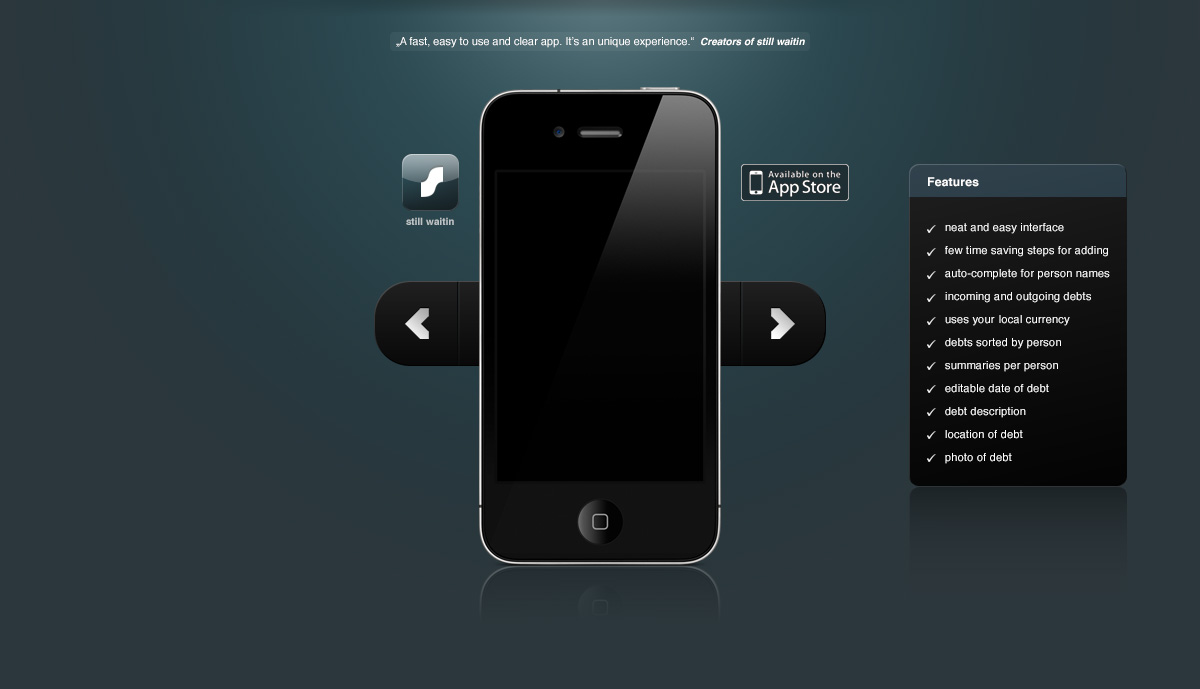 „A fast, easy to use and clear app. It's an unique experience.“ Creators of still waitin
still waitin
Available on the
App Store
Features
neat and easy interface
few time saving steps for adding
auto-complete for person names
incoming and outgoing debts
uses your local currency
debts sorted by person
summaries per person
editable date of debt
debt description
location of debt
photo of debt